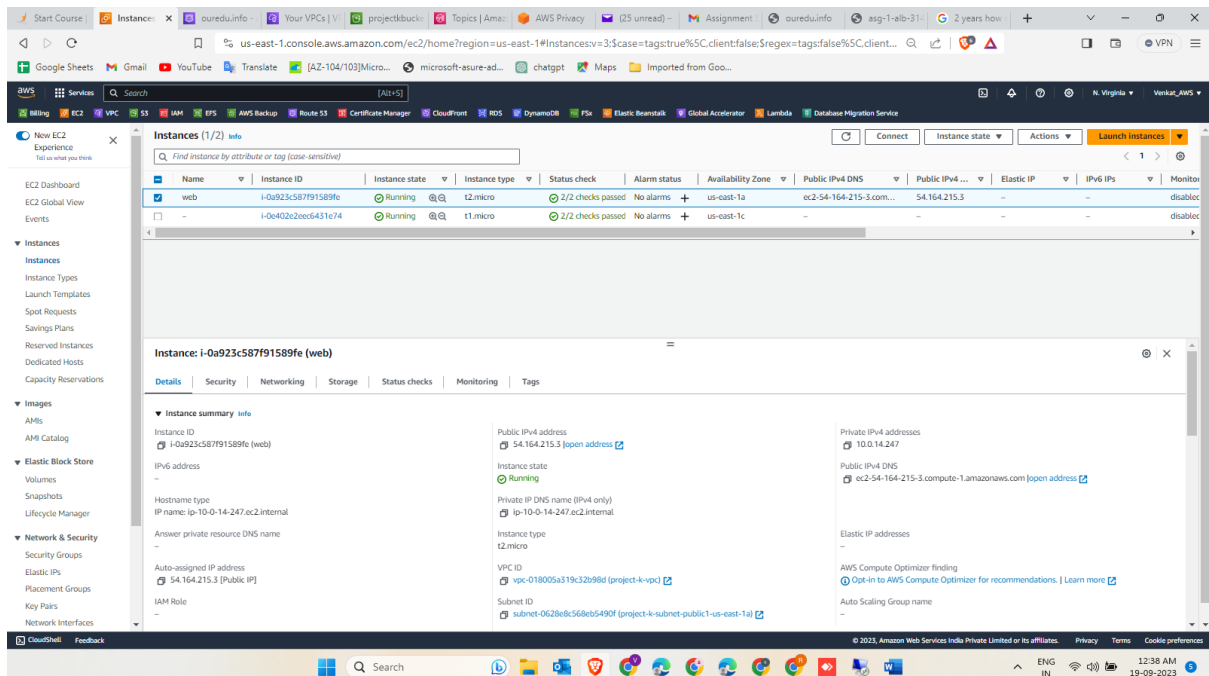 Start Course |
Instances
ouredu.info -
Your VPCs | V
projectkbucke
Topics | Amaz
AWS Privacy
(25 unread) -
Assignment
ouredu.info
asg-1-alb-31-
2 years how
us-east-1.console.aws.amazon.com/ec2/home?region=us-east-1#Instances:v=3;$case=tags:true%5C,client:false;$regex=tags:false%5C,client...
VPN
Google Sheets Gmail YouTube Translate [AZ-104/103]Micro... microsoft-asure-ad... chatgpt Maps Imported from Goo...
aws Services Search [Alt+S] N. Virginia Venkat_AWS
Billing EC2 VPC S3 IAM EFS AWS Backup Route 53 Certificate Manager CloudFront RDS DynamoDB FSx Elastic Beanstalk Global Accelerator Lambda Database Migration Service
New EC2
Experience
Tell us what you think
EC2 Dashboard
EC2 Global View
Events
Instances
Instances
Instance Types
Launch Templates
Spot Requests
Savings Plans
Reserved Instances
Dedicated Hosts
Capacity Reservations
Images
AMIs
AMI Catalog
Elastic Block Store
Volumes
Snapshots
Lifecycle Manager
Network & Security
Security Groups
Elastic IPs
Placement Groups
Key Pairs
Network Interfaces
Instances (1/2) Info
Connect Instance state Actions Launch instances
Find instance by attribute or tag (case-sensitive)
1
Name Instance ID Instance state Instance type Status check Alarm status Availability Zone Public IPv4 DNS Public IPv4 ... Elastic IP IPv6 IPs Monitor
web i-0a923c587f91589fe Running t2.micro 2/2 checks passed No alarms + us-east-1a ec2-54-164-215-3.com... 54.164.215.3 – – disabled
– i-0e402e2eec6431e74 Running t1.micro 2/2 checks passed No alarms + us-east-1c – – – – disabled
Instance: i-0a923c587f91589fe (web)
Details Security Networking Storage Status checks Monitoring Tags
Instance summary Info
Instance ID
i-0a923c587f91589fe (web)
Public IPv4 address
54.164.215.3 |open address
Private IPv4 addresses
10.0.14.247
IPv6 address
–
Instance state
Running
Public IPv4 DNS
ec2-54-164-215-3.compute-1.amazonaws.com |open address
Hostname type
IP name: ip-10-0-14-247.ec2.internal
Private IP DNS name (IPv4 only)
ip-10-0-14-247.ec2.internal
Answer private resource DNS name
–
Instance type
t2.micro
Elastic IP addresses
–
Auto-assigned IP address
54.164.215.3 [Public IP]
VPC ID
vpc-018005a319c32b98d (project-k-vpc)
AWS Compute Optimizer finding
Opt-in to AWS Compute Optimizer for recommendations. | Learn more
IAM Role
–
Subnet ID
subnet-0628e8c568eb5490f (project-k-subnet-public1-us-east-1a)
Auto Scaling Group name
–
CloudShell Feedback © 2023, Amazon Web Services India Private Limited or its affiliates. Privacy Terms Cookie preferences
Search
ENG
IN
12:38 AM
19-09-2023
5